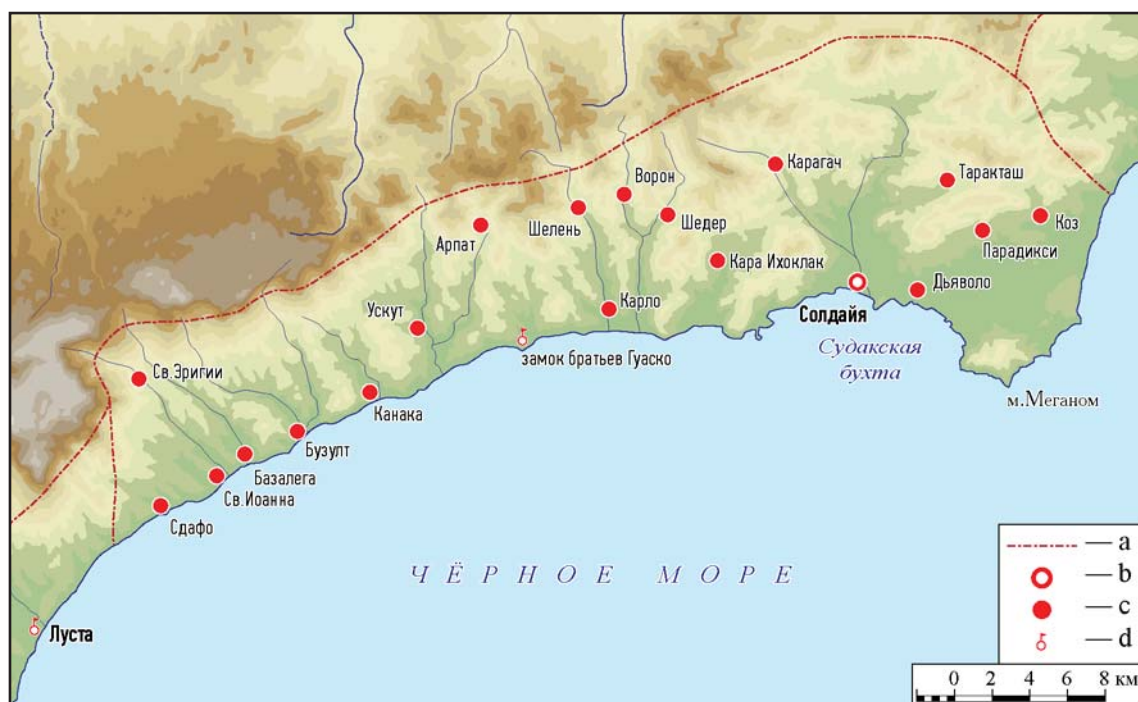 Карагач
Ворон
Таракташ
Шелень
Шедер
Коз
Арпат
Парадикси
Кара Ихоклак
Дьяволо
Карло
Ускут
Солдайя
замок братьев Гуаско
Судакская
бухта
Св.Эригии
Канака
м.Меганом
Бузулт
Базалега
Св.Иоанна
Сдафо
ЧЁРНОЕ МОРЕ
Луста
— a
— b
— c
— d
0 2 4 6 8 км